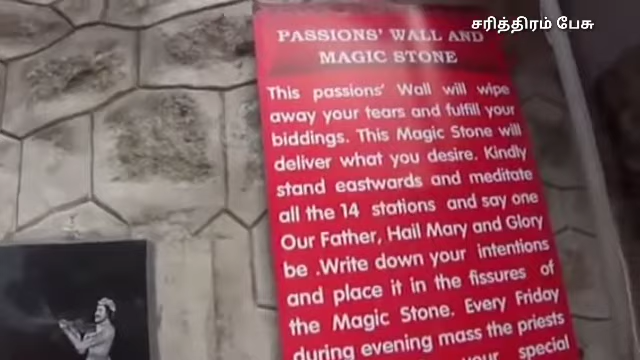 சரித்திரம் பேசு
PASSIONS' WALL AND
MAGIC STONE
This passions' Wall will wipe
away your tears and fulfill your
biddings. This Magic Stone will
deliver what you desire. Kindly
stand eastwards and meditate
all the 14 stations and say one
Our Father, Hail Mary and Glory
be .Write down your intentions
and place it in the fissures of
the Magic Stone. Every Friday
during evening mass the priests
your special